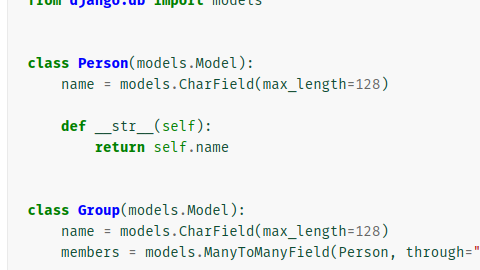 from django.db import models
class Person(models.Model):
    name = models.CharField(max_length=128)
    def __str__(self):
        return self.name
class Group(models.Model):
    name = models.CharField(max_length=128)
    members = models.ManyToManyField(Person, through="